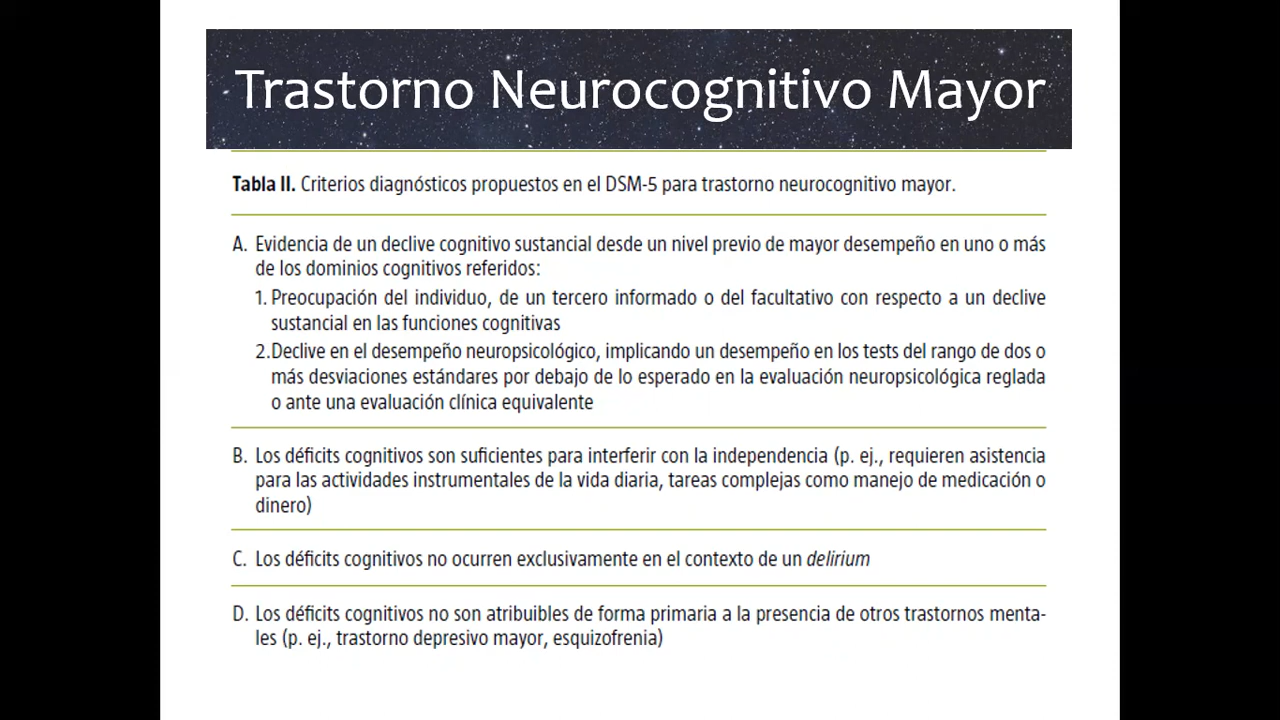 Trastorno Neurocognitivo Mayor
Tabla II. Criterios diagnósticos propuestos en el DSM-5 para trastorno neurocognitivo mayor.
A. Evidencia de un declive cognitivo sustancial desde un nivel previo de mayor desempeño en uno o más
de los dominios cognitivos referidos:
1. Preocupación del individuo, de un tercero informado o del facultativo con respecto a un declive
sustancial en las funciones cognitivas
2.Declive en el desempeño neuropsicológico, implicando un desempeño en los tests del rango de dos o
más desviaciones estándares por debajo de lo esperado en la evaluación neuropsicológica reglada
o ante una evaluación clínica equivalente
B. Los déficits cognitivos son suficientes para interferir con la independencia (p. ej., requieren asistencia
para las actividades instrumentales de la vida diaria, tareas complejas como manejo de medicación o
dinero)
C. Los déficits cognitivos no ocurren exclusivamente en el contexto de un delirium
D. Los déficits cognitivos no son atribuibles de forma primaria a la presencia de otros trastornos menta-
les (p. ej., trastorno depresivo mayor, esquizofrenia)